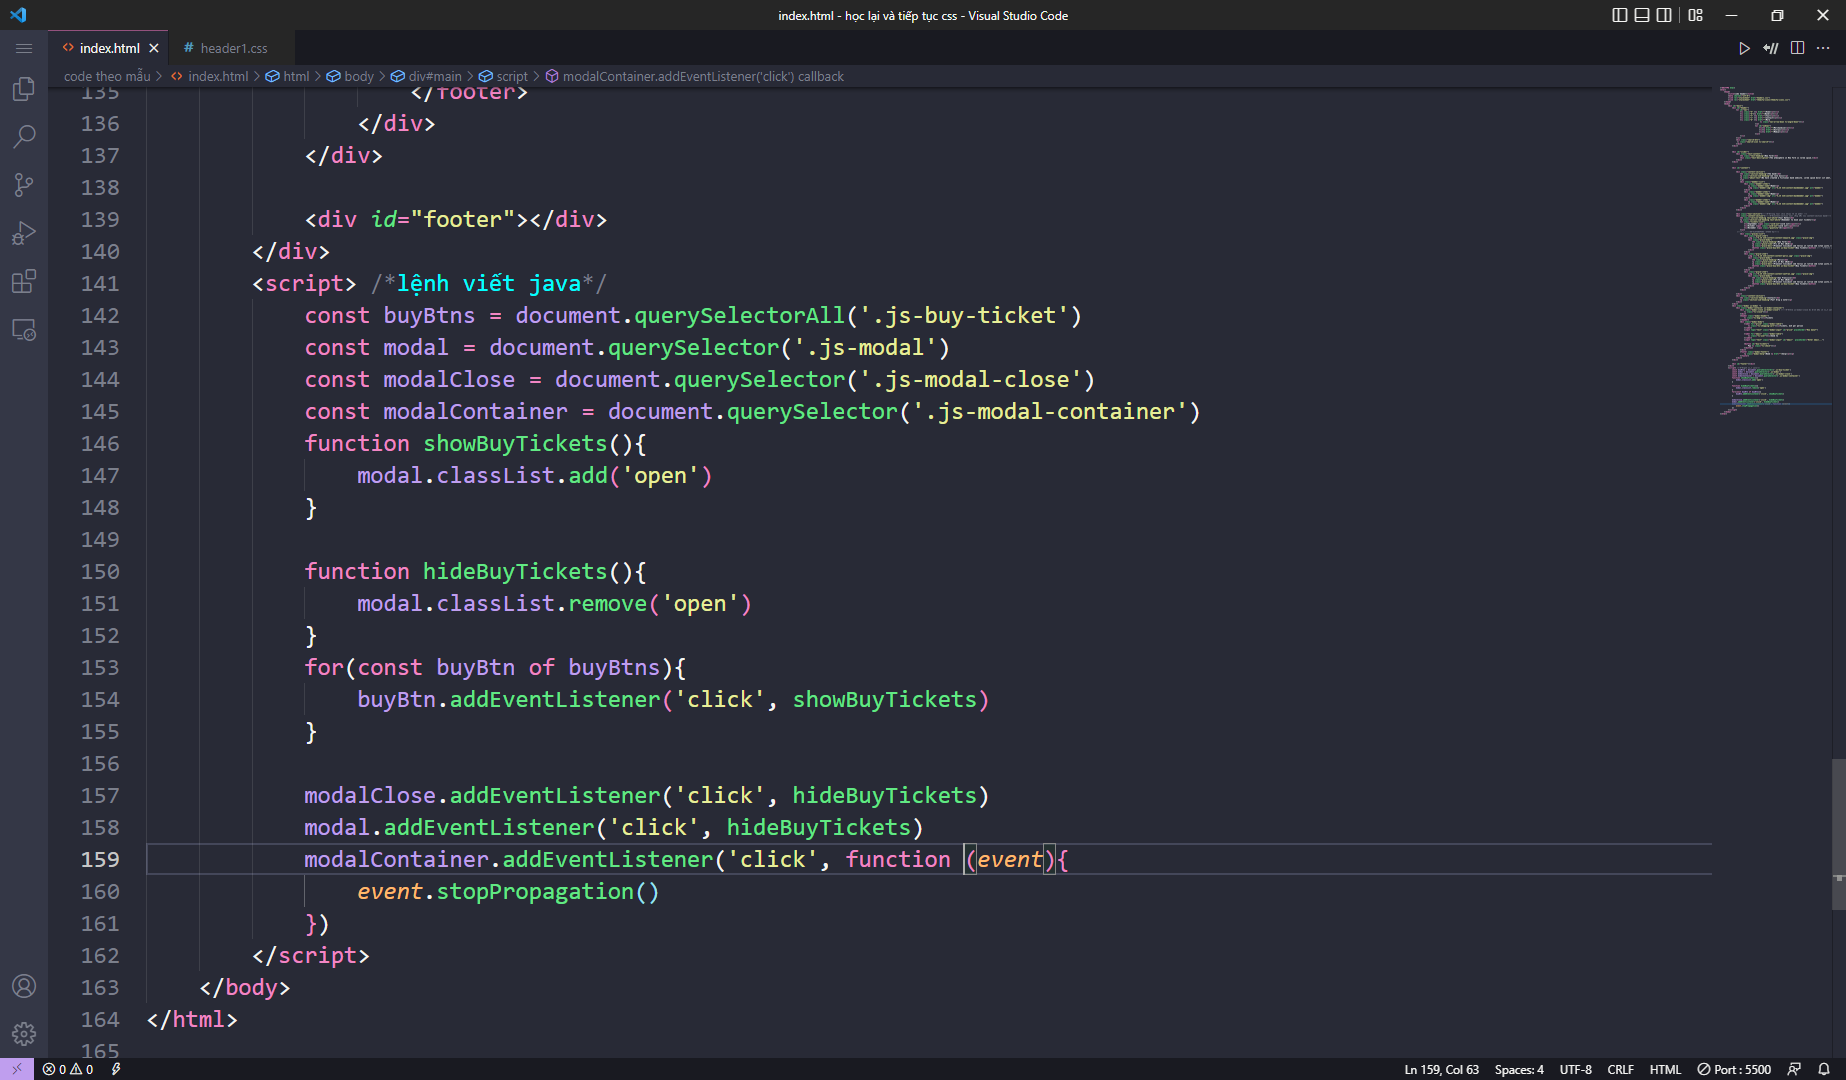 index.html - học lại và tiếp tục css - Visual Studio Code
index.html
header1.css
code theo mẫu > index.html > html > body > div#main > script > modalContainer.addEventListener('click') callback
135 </footer>
136 </div>
137 </div>
138
139 <div id="footer"></div>
140 </div>
141 <script> /*lệnh viết java*/
142 const buyBtns = document.querySelectorAll('.js-buy-ticket')
143 const modal = document.querySelector('.js-modal')
144 const modalClose = document.querySelector('.js-modal-close')
145 const modalContainer = document.querySelector('.js-modal-container')
146 function showBuyTickets(){
147 modal.classList.add('open')
148 }
149
150 function hideBuyTickets(){
151 modal.classList.remove('open')
152 }
153 for(const buyBtn of buyBtns){
154 buyBtn.addEventListener('click', showBuyTickets)
155 }
156
157 modalClose.addEventListener('click', hideBuyTickets)
158 modal.addEventListener('click', hideBuyTickets)
159 modalContainer.addEventListener('click', function (event){
160 event.stopPropagation()
161 })
162 </script>
163 </body>
164 </html>
165
0 0
Ln 159, Col 63 Spaces: 4 UTF-8 CRLF HTML Port : 5500